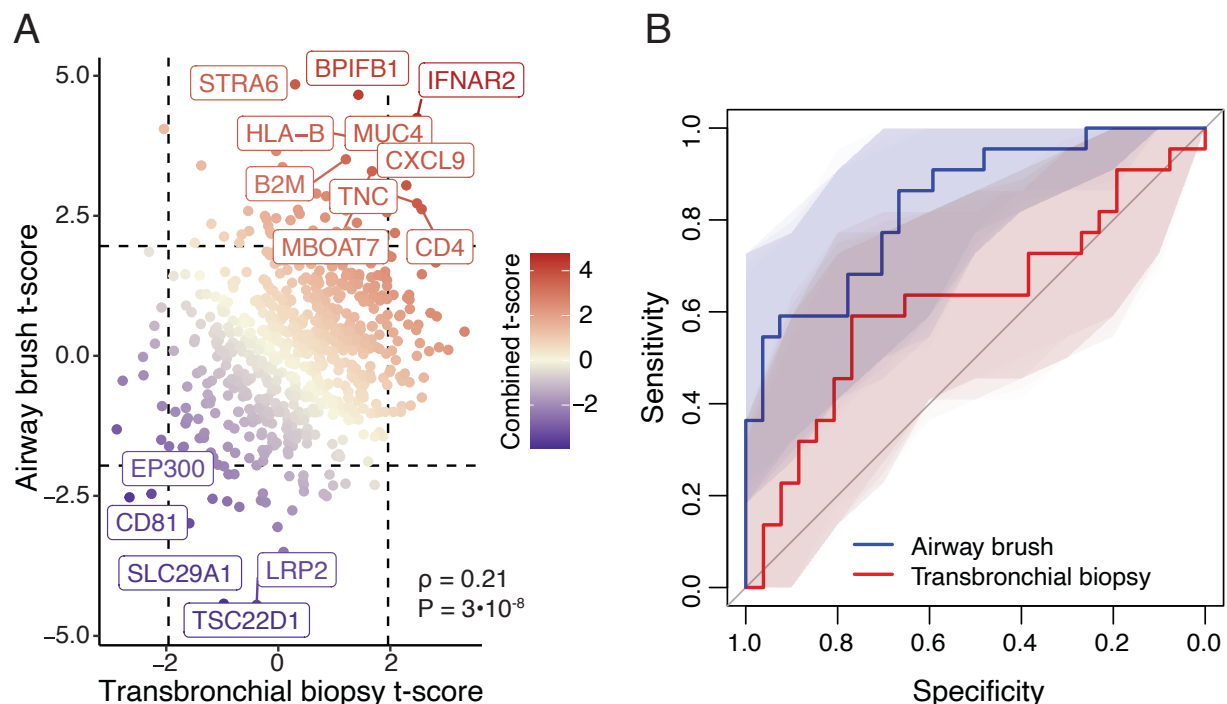 A
5.0
2.5
0.0
−2.5
−5.0
Airway brush t-score
−2
0
2
Transbronchial biopsy t-score
STRA6
BPIFB1
IFNAR2
HLA−B
MUC4
CXCL9
B2M
TNC
MBOAT7
CD4
EP300
CD81
SLC29A1
LRP2
TSC22D1
ρ = 0.21
P = 3•10⁻⁸
Combined t-score
4
2
0
−2
B
1.0
0.8
0.6
0.4
0.2
0.0
Sensitivity
Airway brush
Transbronchial biopsy
1.0
0.8
0.6
0.4
0.2
0.0
Specificity